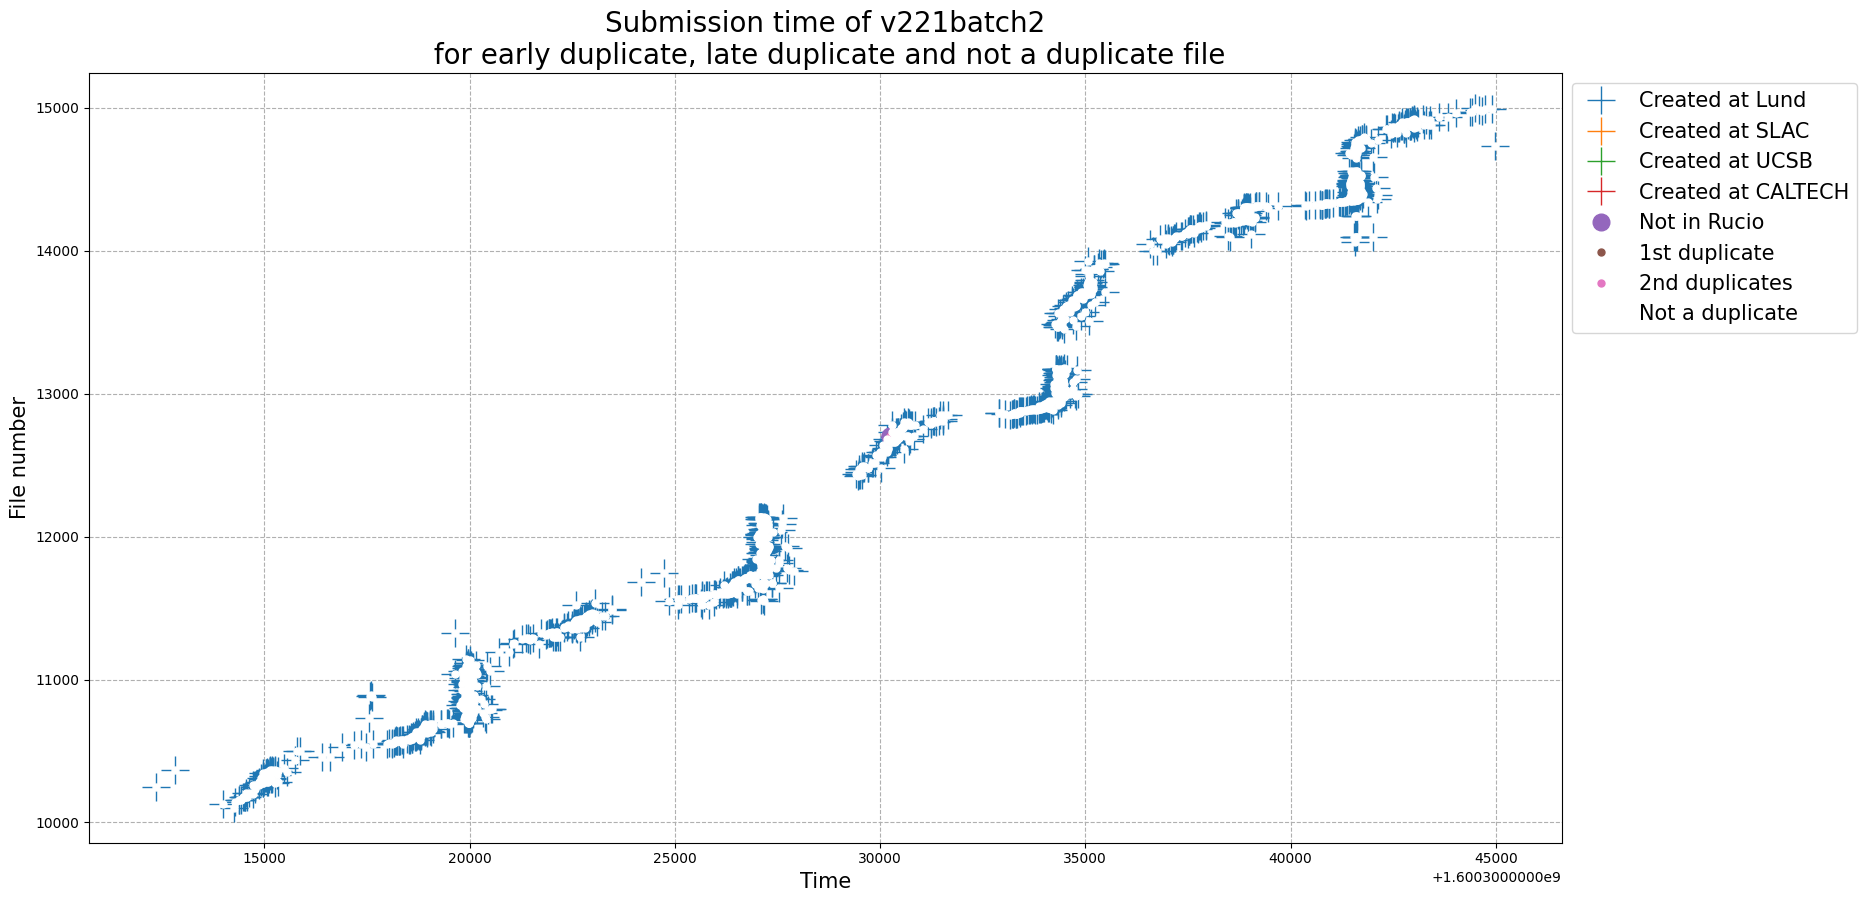 Submission time of v221batch2
for early duplicate, late duplicate and not a duplicate file
15000
14000
13000
12000
11000
10000
File number
15000
20000
25000
30000
35000
40000
45000
+1.6003000000e9
Time
Created at Lund
Created at SLAC
Created at UCSB
Created at CALTECH
Not in Rucio
1st duplicate
2nd duplicates
Not a duplicate